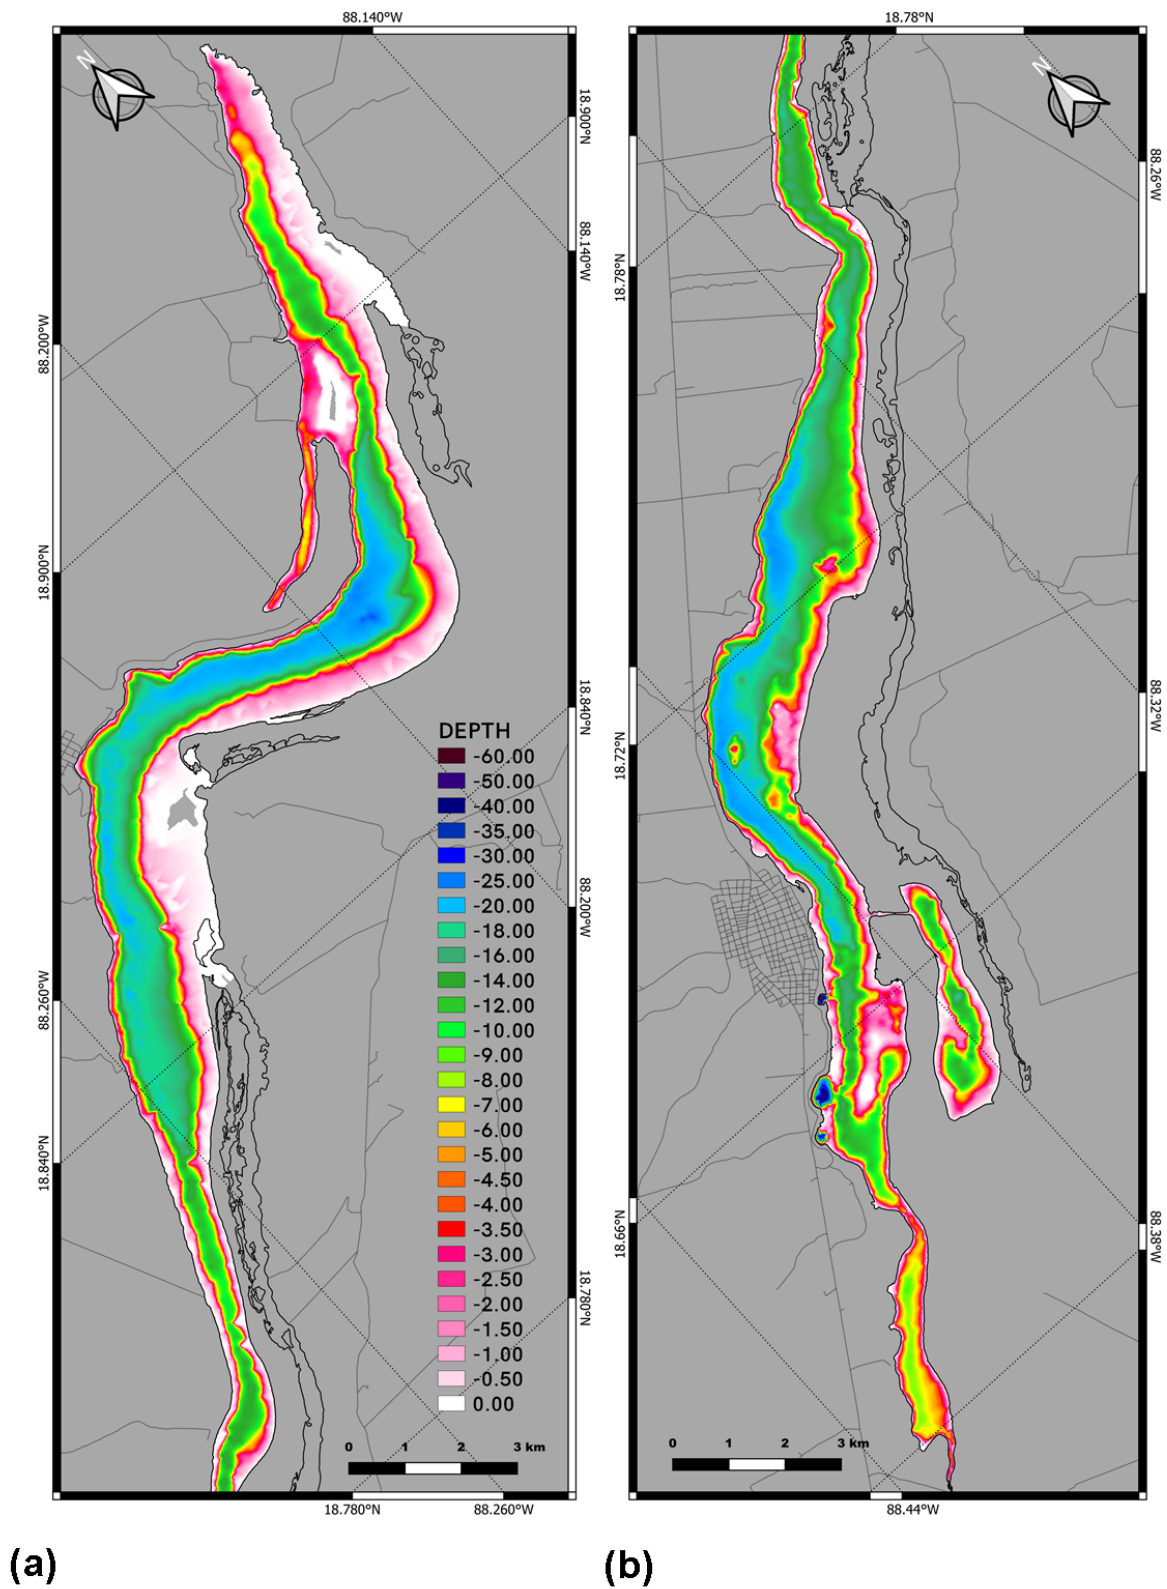 88.140°W
18.78°N
N
N
18.900°N
88.26°W
88.140°W
18.78°N
88.200°W
18.900°N
18.840°N
88.32°W
18.72°N
DEPTH
-60.00
-50.00
-40.00
-35.00
-30.00
-25.00
-20.00
-18.00
-16.00
-14.00
-12.00
-10.00
-9.00
-8.00
-7.00
-6.00
-5.00
-4.50
-4.00
-3.50
-3.00
-2.50
-2.00
-1.50
-1.00
-0.50
0.00
88.200°W
88.260°W
18.840°N
18.66°N
88.38°W
18.780°N
0 1 2 3 km
0 1 2 3 km
18.780°N
88.260°W
88.44°W
(a)
(b)